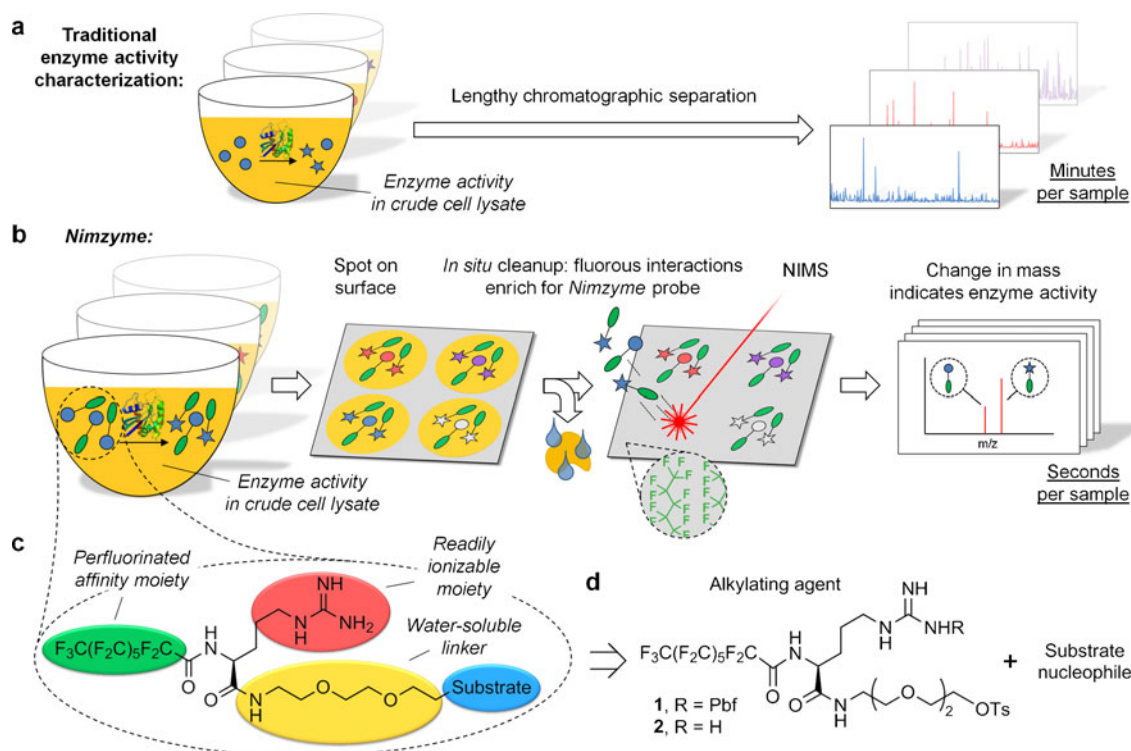 a
Traditional
enzyme activity
characterization:
Lengthy chromatographic separation
Enzyme activity
in crude cell lysate
Minutes
per sample
b
Nimzyme:
Spot on
surface
In situ cleanup: fluorous interactions
enrich for Nimzyme probe
NIMS
Change in mass
indicates enzyme activity
m/z
Enzyme activity
in crude cell lysate
F F F F F F F F F F F F
Seconds
per sample
c
Perfluorinated
affinity moiety
Readily
ionizable
moiety
Water-soluble
linker
NH
N
H
NH2
F3C(F2C)5F2C
H
N
O
O
N
H
O
O
Substrate
d
Alkylating agent
NH
N
H
NHR
F3C(F2C)5F2C
H
N
O
O
N
H
(O)2
OTs
1, R = Pbf
2, R = H
+
Substrate
nucleophile